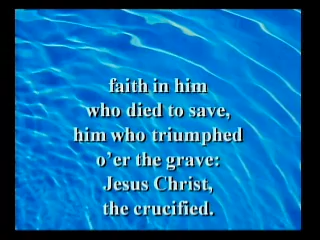 faith in him
who died to save,
him who triumphed
o'er the grave:
Jesus Christ,
the crucified.